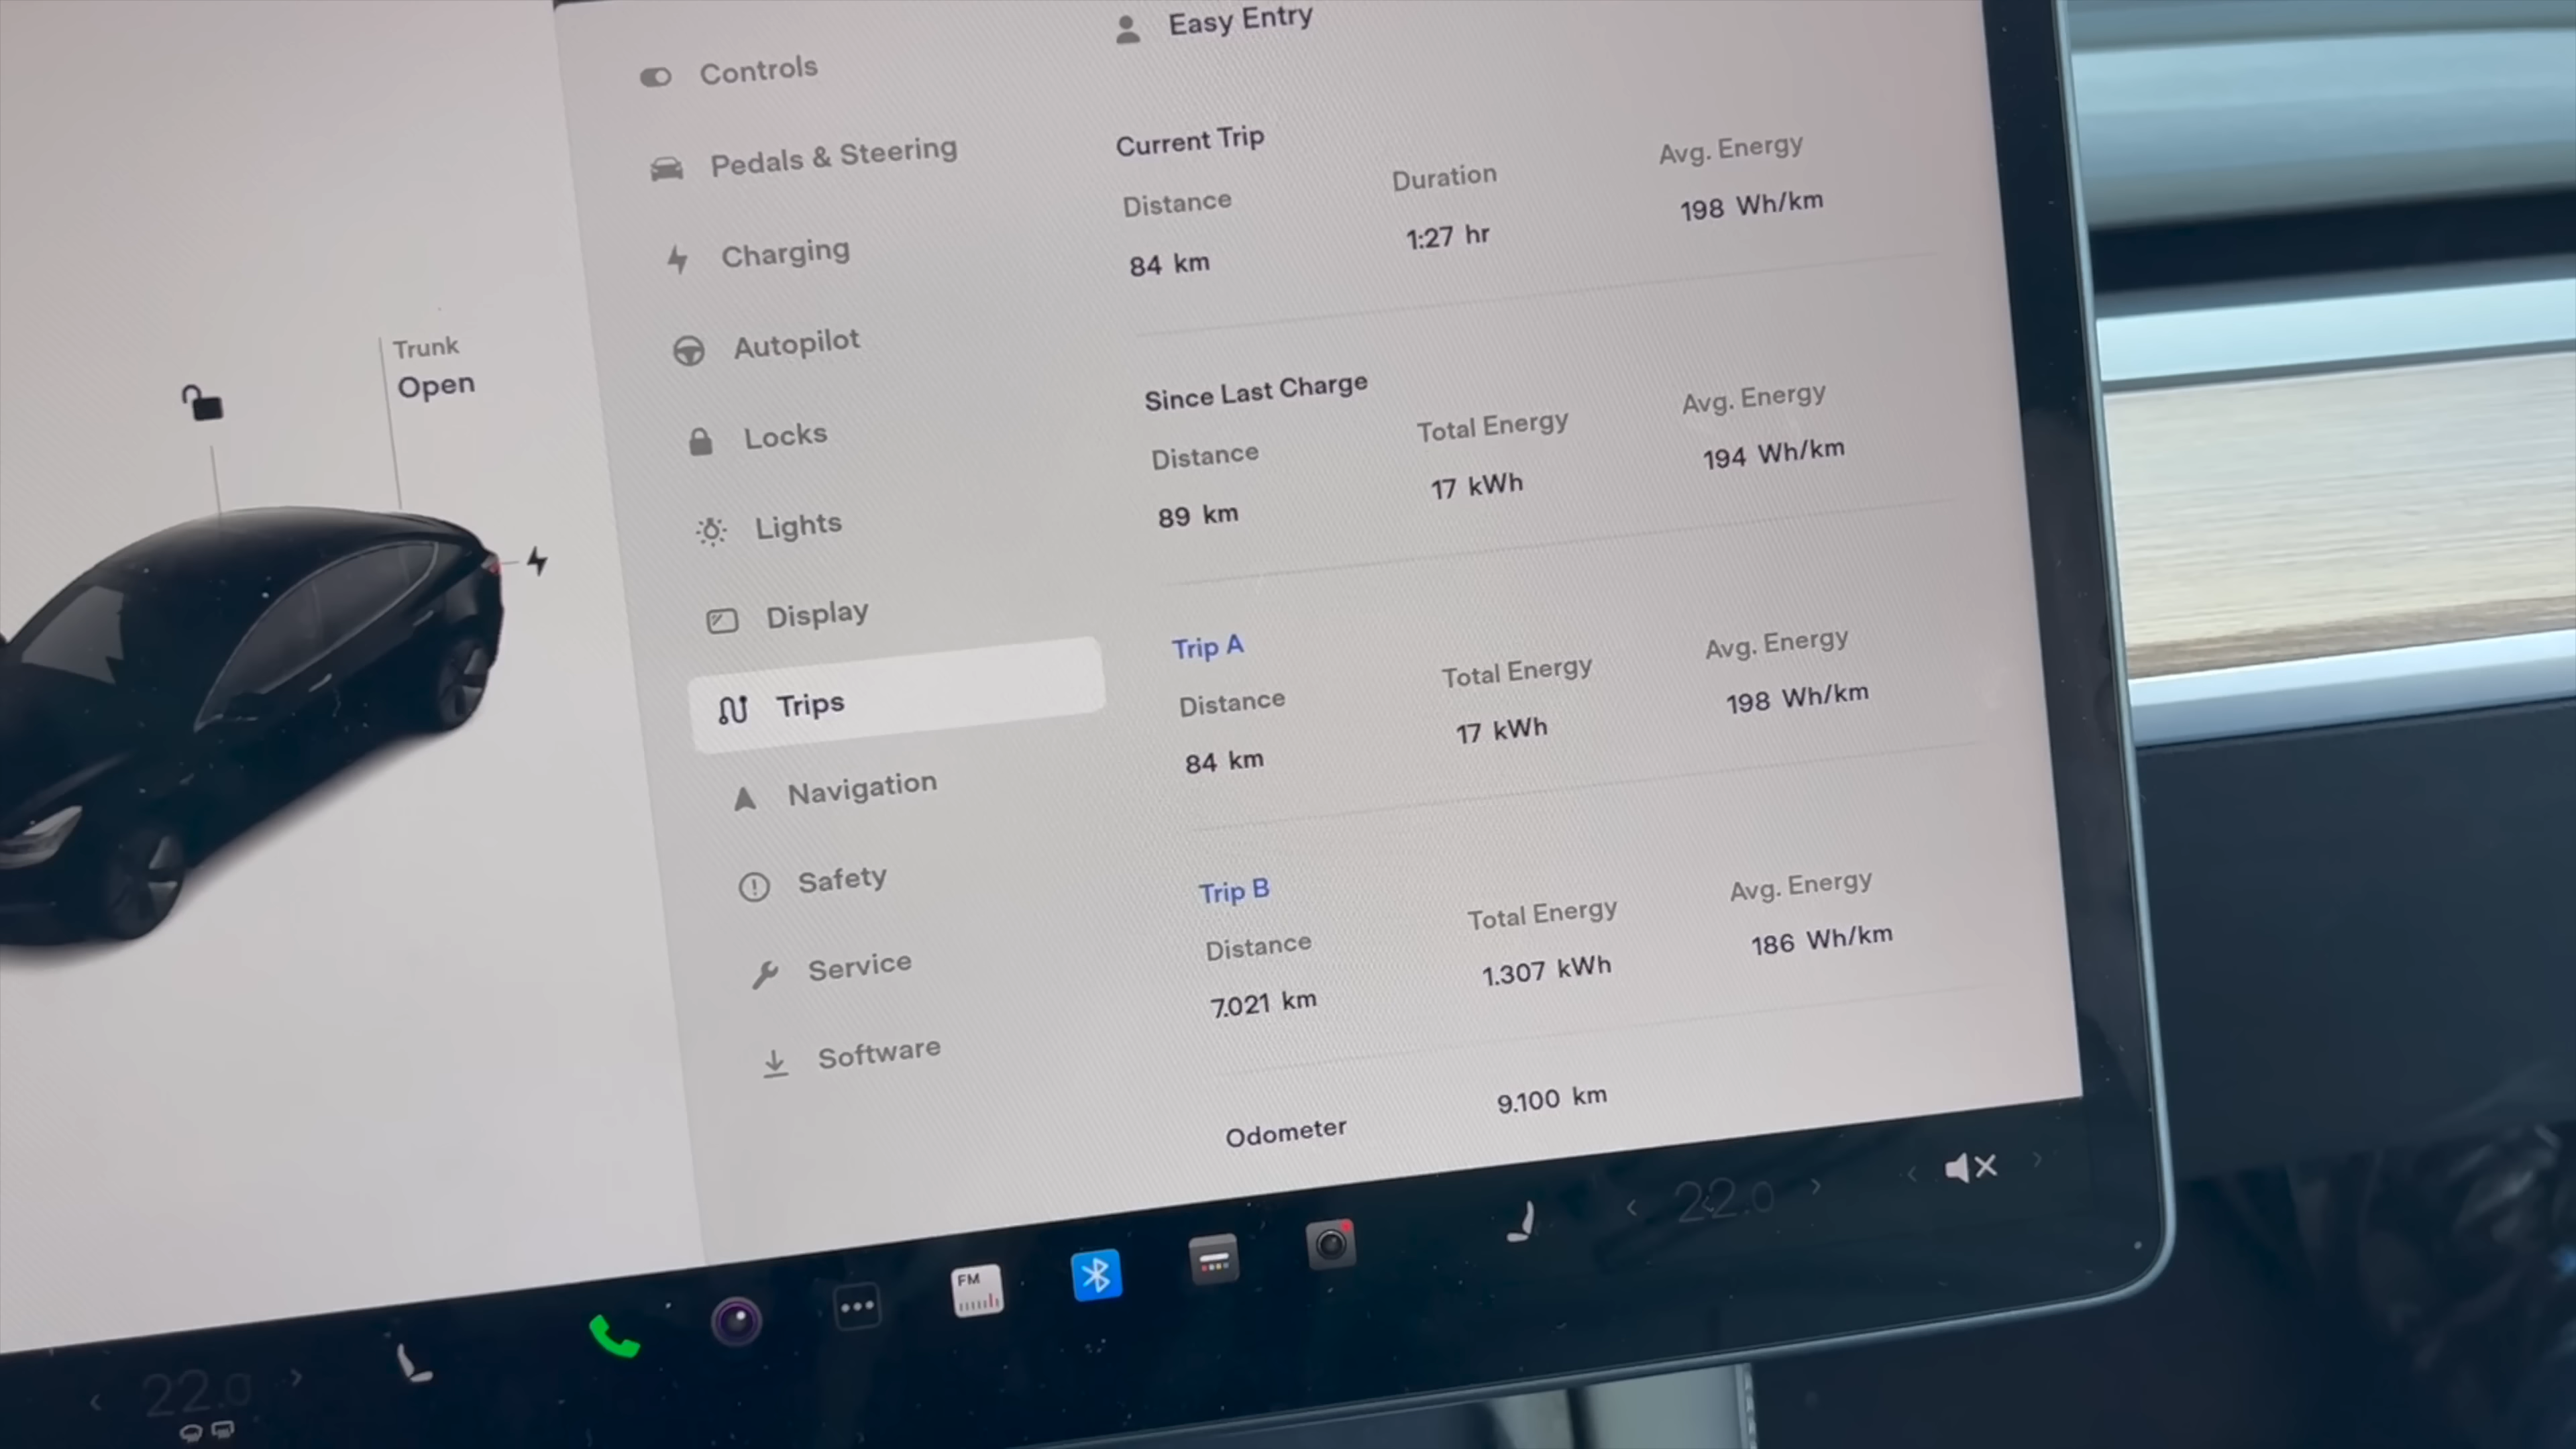 Easy Entry
Controls
Pedals & Steering
Charging
Autopilot
Locks
Lights
Display
Trips
Navigation
Safety
Service
Software
Trunk
Open
Current Trip
Distance
Duration
Avg. Energy
84 km
1:27 hr
198 Wh/km
Since Last Charge
Distance
Total Energy
Avg. Energy
89 km
17 kWh
194 Wh/km
Trip A
Distance
Total Energy
Avg. Energy
84 km
17 kWh
198 Wh/km
Trip B
Distance
Total Energy
Avg. Energy
7.021 km
1.307 kWh
186 Wh/km
Odometer
9.100 km
22.0
FM
22.0